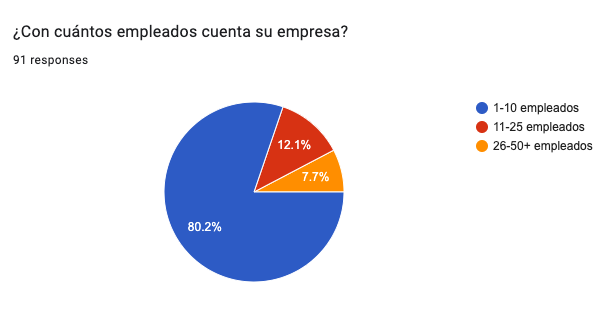 ¿Con cuántos empleados cuenta su empresa?
91 responses
1-10 empleados
11-25 empleados
26-50+ empleados
12.1%
7.7%
80.2%